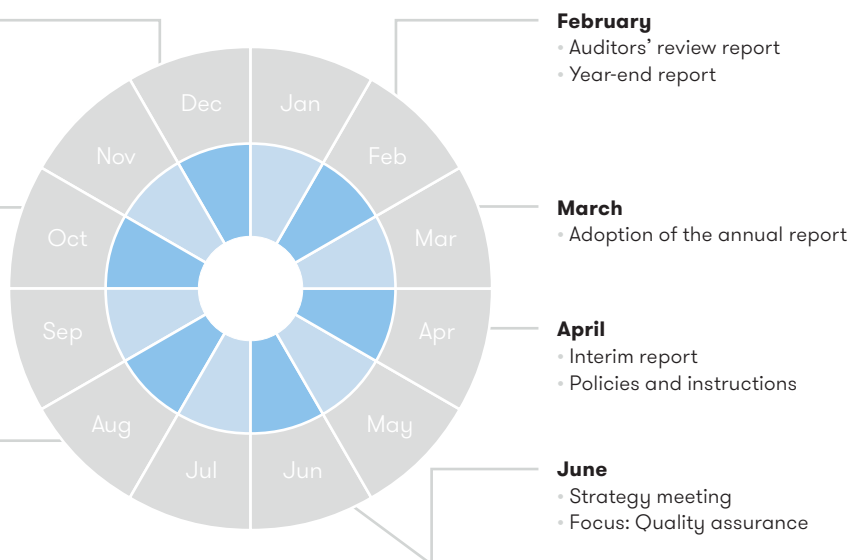 Dec
Jan
Nov
Feb
Oct
Mar
Sep
Apr
Aug
May
Jul
Jun
February
• Auditors’ review report
• Year-end report
March
• Adoption of the annual report
April
• Interim report
• Policies and instructions
June
• Strategy meeting
• Focus: Quality assurance